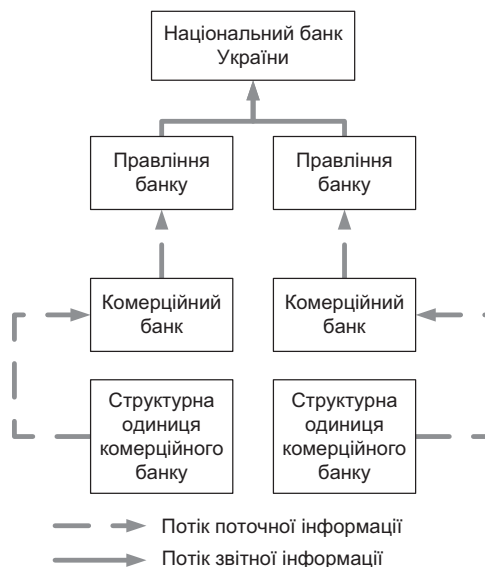 Національний банк
України
Правління
банку
Правління
банку
Комерційний
банк
Комерційний
банк
Структурна
одиниця
комерційного
банку
Структурна
одиниця
комерційного
банку
Потік поточної інформації
Потік звітної інформації